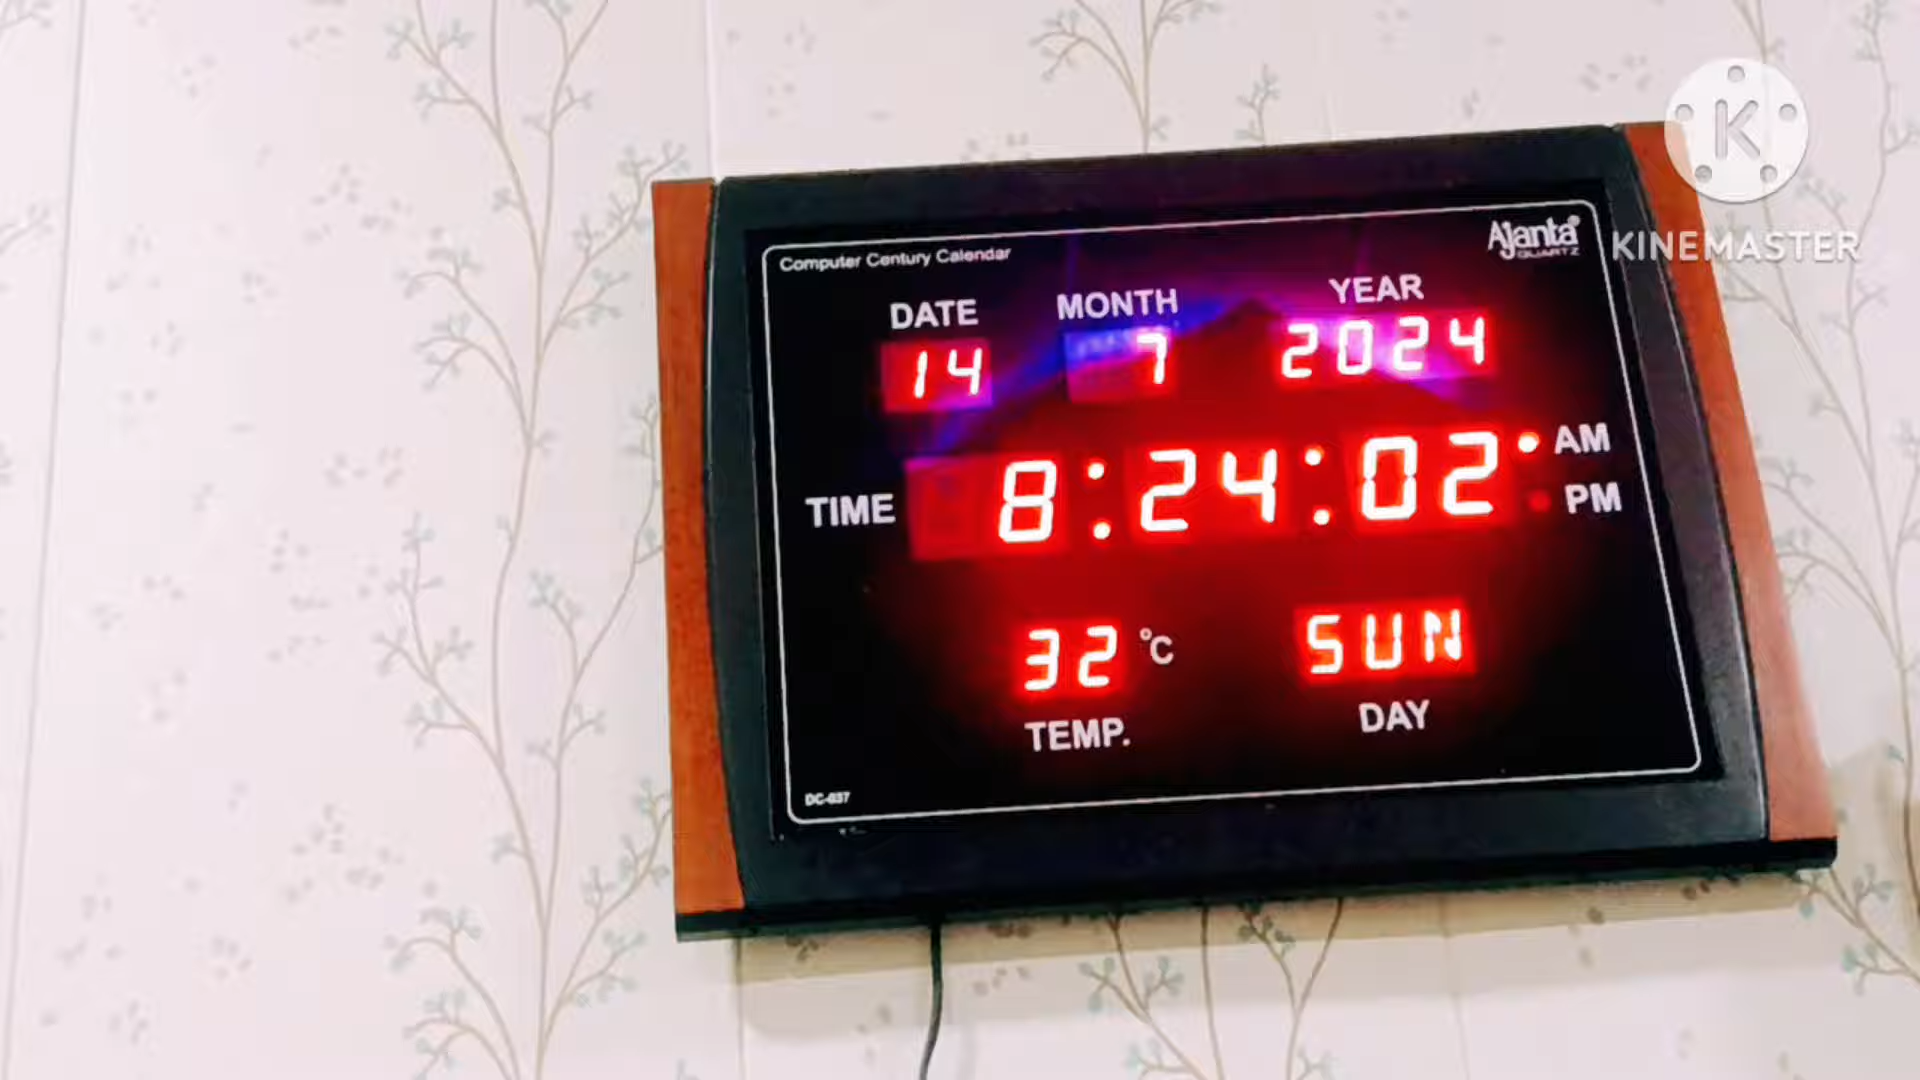 Computer Century Calendar
Ajanta
QUARTZ
KINEMASTER
DATE MONTH YEAR
14 7 2024
TIME 8:24:02 AM
PM
32 °C SUN
TEMP. DAY